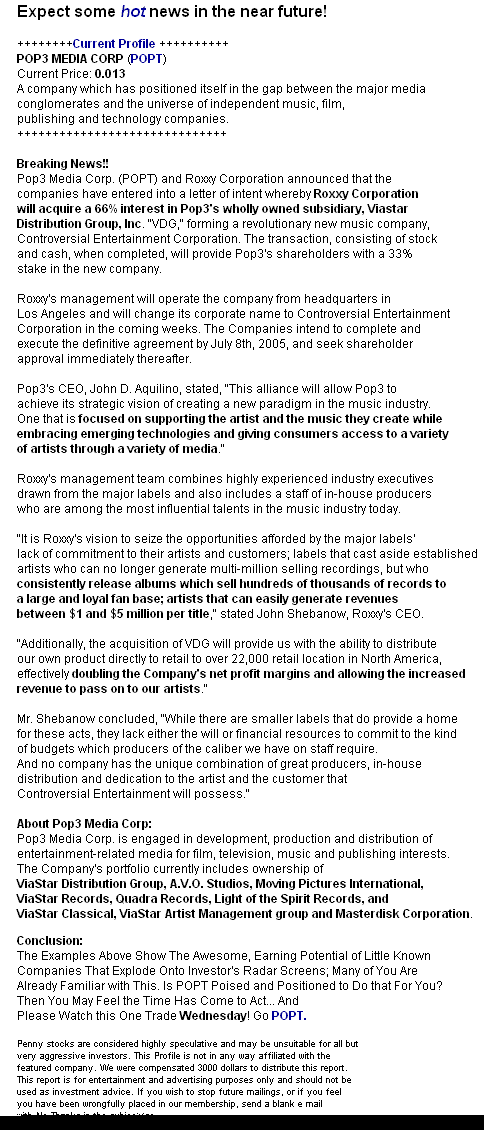 Expect some hot news in the near future!
++++++++Current Profile ++++++++++
POP3 MEDIA CORP (POPT)
Current Price: 0.013
A company which has positioned itself in the gap between the major media
conglomerates and the universe of independent music, film,
publishing and technology companies.
++++++++++++++++++++++++++++++
Breaking News!!
Pop3 Media Corp. (POPT) and Roxxy Corporation announced that the
companies have entered into a letter of intent whereby Roxxy Corporation
will acquire a 66% interest in Pop3's wholly owned subsidiary, Viastar
Distribution Group, Inc. "VDG," forming a revolutionary new music company,
Controversial Entertainment Corporation. The transaction, consisting of stock
and cash, when completed, will provide Pop3's shareholders with a 33%
stake in the new company.
Roxxy's management will operate the company from headquarters in
Los Angeles and will change its corporate name to Controversial Entertainment
Corporation in the coming weeks. The Companies intend to complete and
execute the definitive agreement by July 8th, 2005, and seek shareholder
approval immediately thereafter.
Pop3's CEO, John D. Aquilino, stated, "This alliance will allow Pop3 to
achieve its strategic vision of creating a new paradigm in the music industry.
One that is focused on supporting the artist and the music they create while
embracing emerging technologies and giving consumers access to a variety
of artists through a variety of media."
Roxxy's management team combines highly experienced industry executives
drawn from the major labels and also includes a staff of in-house producers
who are among the most influential talents in the music industry today.
"It is Roxxy's vision to seize the opportunities afforded by the major labels'
lack of commitment to their artists and customers; labels that cast aside established
artists who can no longer generate multi-million selling recordings, but who
consistently release albums which sell hundreds of thousands of records to
a large and loyal fan base; artists that can easily generate revenues
between $1 and $5 million per title," stated John Shebanow, Roxxy's CEO.
"Additionally, the acquisition of VDG will provide us with the ability to distribute
our own product directly to retail to over 22,000 retail location in North America,
effectively doubling the Company's net profit margins and allowing the increased
revenue to pass on to our artists."
Mr. Shebanow concluded, "While there are smaller labels that do provide a home
for these acts, they lack either the will or financial resources to commit to the kind
of budgets which producers of the caliber we have on staff require.
And no company has the unique combination of great producers, in-house
distribution and dedication to the artist and the customer that
Controversial Entertainment will possess."
About Pop3 Media Corp:
Pop3 Media Corp. is engaged in development, production and distribution of
entertainment-related media for film, television, music and publishing interests.
The Company's portfolio currently includes ownership of
ViaStar Distribution Group, A.V.O. Studios, Moving Pictures International,
ViaStar Records, Quadra Records, Light of the Spirit Records, and
ViaStar Classical, ViaStar Artist Management group and Masterdisk Corporation.
Conclusion:
The Examples Above Show The Awesome, Earning Potential of Little Known
Companies That Explode Onto Investor's Radar Screens; Many of You Are
Already Familiar with This. Is POPT Poised and Positioned to Do that For You?
Then You May Feel the Time Has Come to Act... And
Please Watch this One Trade Wednesday! Go POPT.
Penny stocks are considered highly speculative and may be unsuitable for all but
very aggressive investors. This Profile is not in any way affiliated with the
featured company. We were compensated 3000 dollars to distribute this report.
This report is for entertainment and advertising purposes only and should not be
used as investment advice. If you wish to stop future mailings, or if you feel
you have been wrongfully placed in our membership, send a blank e mail
with No Thanks in the